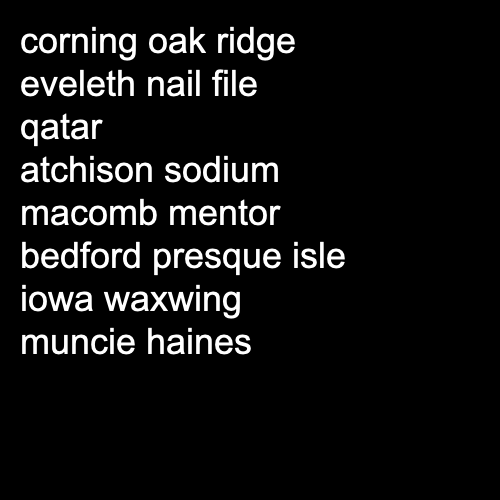 corning oak ridge
eveleth nail file
qatar
atchison sodium
macomb mentor
bedford presque isle
iowa waxwing
muncie haines